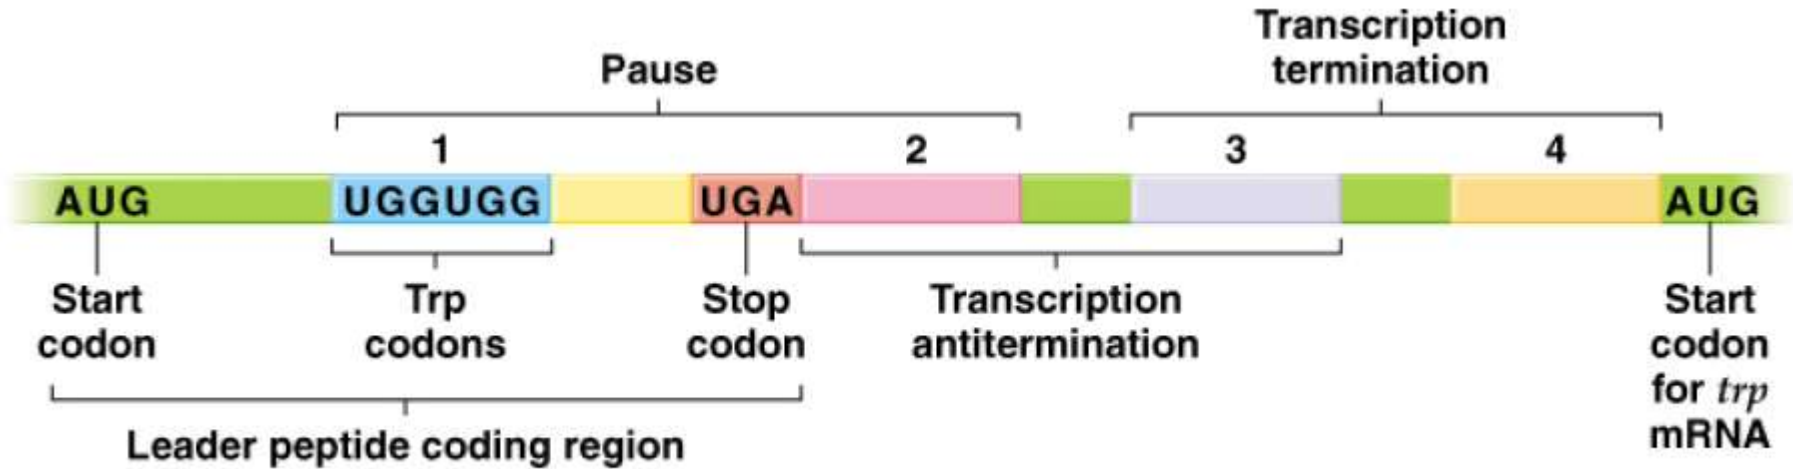 Transcription
termination
Pause
1
2
3
4
AUG
UGGUGG
UGA
AUG
Start
codon
Trp
codons
Stop
codon
Transcription
antitermination
Start
codon
for trp
mRNA
Leader peptide coding region